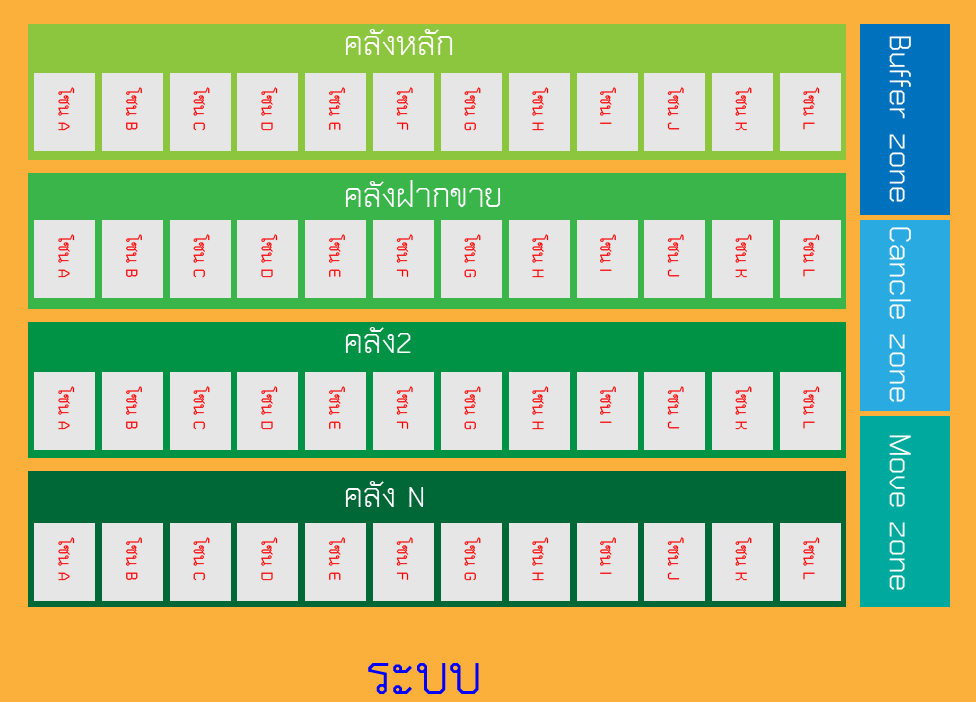 คลังหลัก
โซน A โซน B โซน C โซน D โซน E โซน F โซน G โซน H โซน I โซน J โซน K โซน L
คลังฝากขาย
โซน A โซน B โซน C โซน D โซน E โซน F โซน G โซน H โซน I โซน J โซน K โซน L
คลัง2
โซน A โซน B โซน C โซน D โซน E โซน F โซน G โซน H โซน I โซน J โซน K โซน L
คลัง N
โซน A โซน B โซน C โซน D โซน E โซน F โซน G โซน H โซน I โซน J โซน K โซน L
Buffer zone
Cancle zone
Move zone
ระบบ